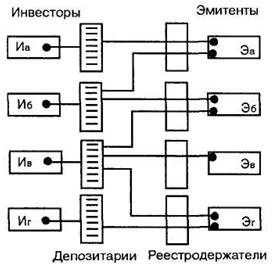 Инвесторы Эмитенты
Иа Эа
Иб Эб
Ив Эв
Иг Эг
Депозитарии Реестродержатели